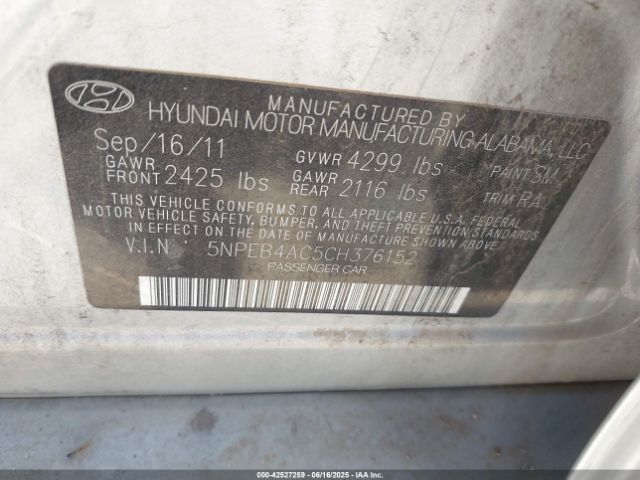 MANUFACTURED BY
HYUNDAI MOTOR MANUFACTURING ALABAMA, LLC
Sep/16/11 GVWR 4299 lbs PAINT SM
GAWR FRONT 2425 lbs GAWR REAR 2116 lbs TRIM RA
THIS VEHICLE CONFORMS TO ALL APPLICABLE U.S.A. FEDERAL
MOTOR VEHICLE SAFETY, BUMPER, AND THEFT PREVENTION STANDARDS
IN EFFECT ON THE DATE OF MANUFACTURE SHOWN ABOVE.
V.I.N : 5NPEB4AC5CH376152
PASSENGER CAR
00-42527259 - 06/16/2025 - Copyright IAA, LLC